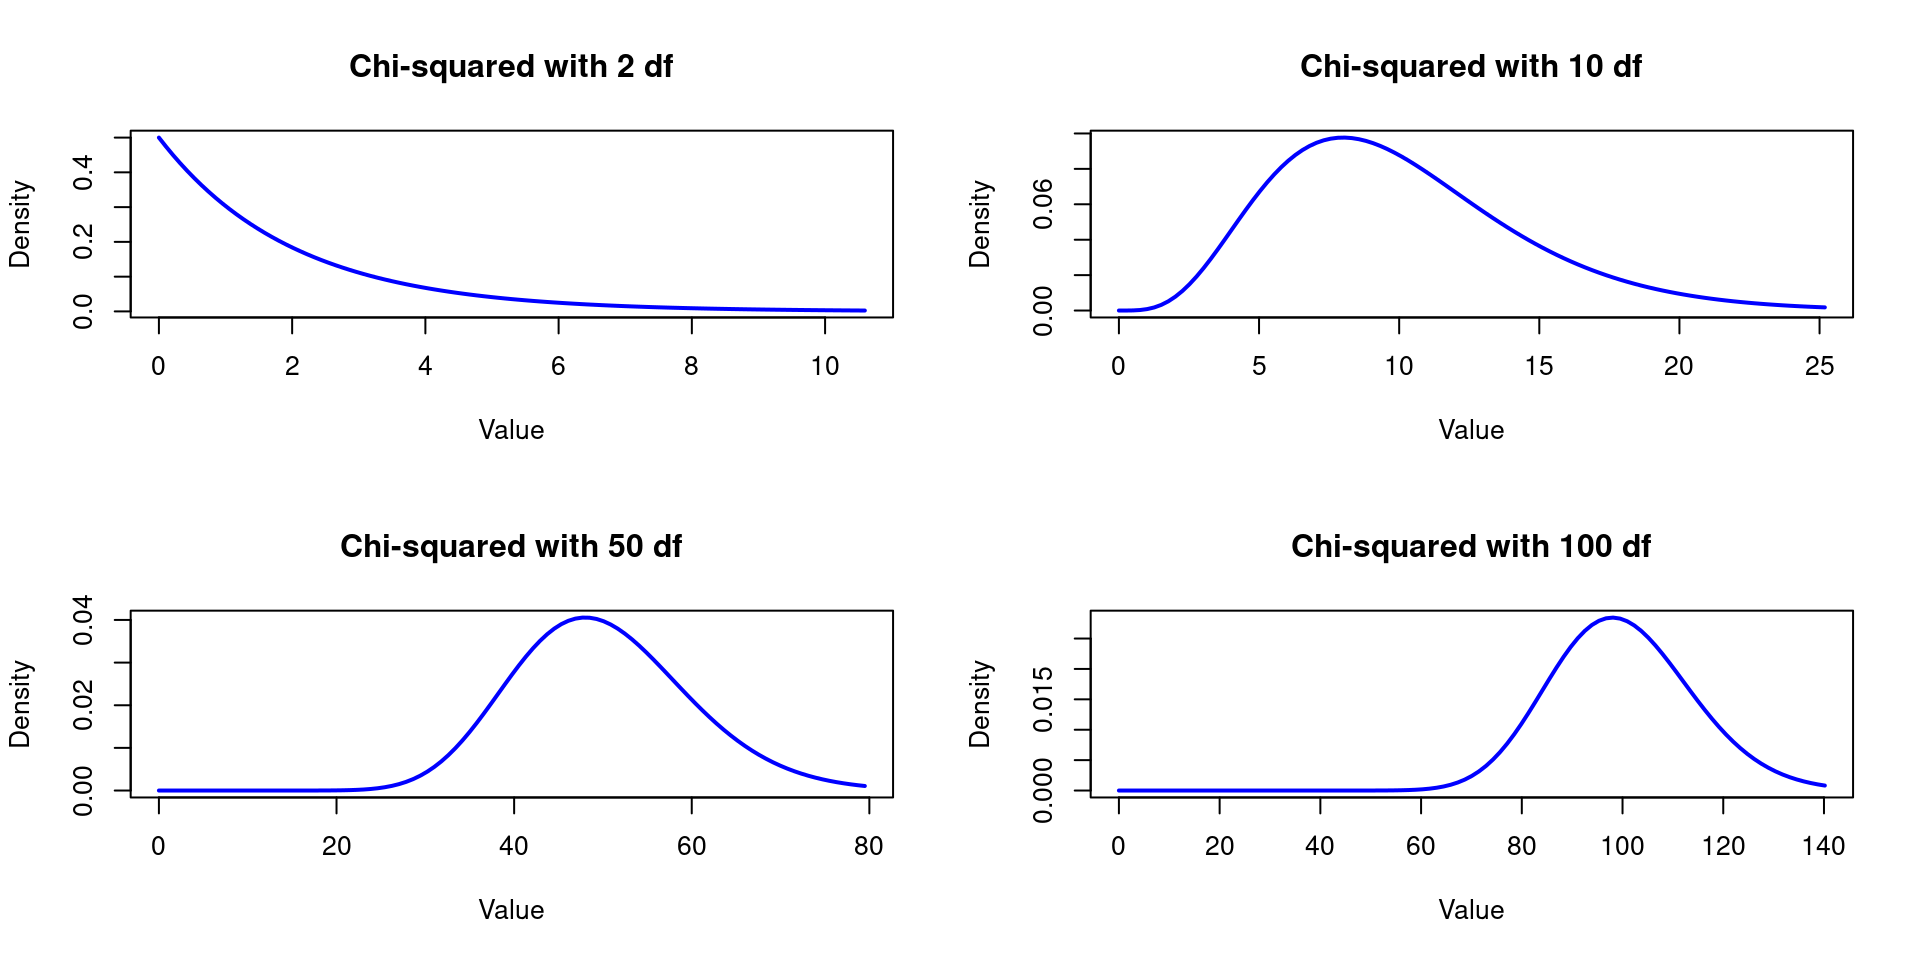 Chi-squared with 2 df
Density
0.0 0.2 0.4
0 2 4 6 8 10
Value
Chi-squared with 10 df
Density
0.00 0.06
0 5 10 15 20 25
Value
Chi-squared with 50 df
Density
0.00 0.02 0.04
0 20 40 60 80
Value
Chi-squared with 100 df
Density
0.000 0.015
0 20 40 60 80 100 120 140
Value